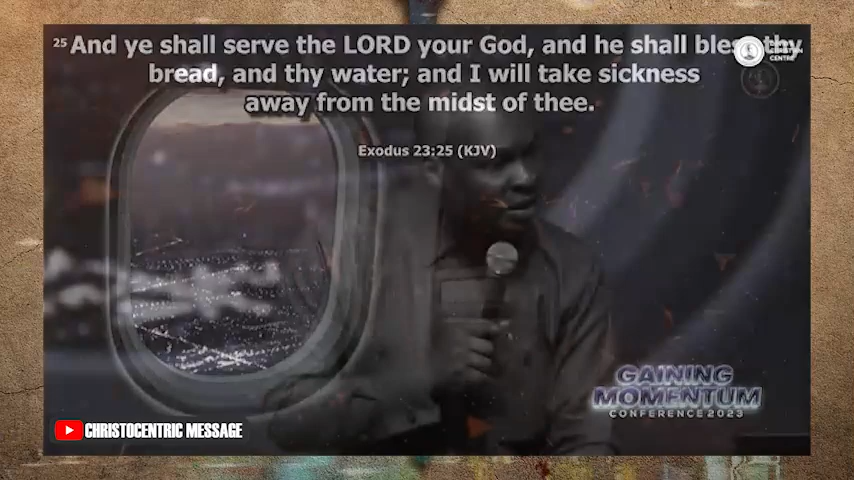 25 And ye shall serve the LORD your God, and he shall bless thy
bread, and thy water; and I will take sickness
away from the midst of thee.
Exodus 23:25 (KJV)
CENTRE
GAINING
MOMENTUM
CONFERENCE 2023
CHRISTOCENTRIC MESSAGE